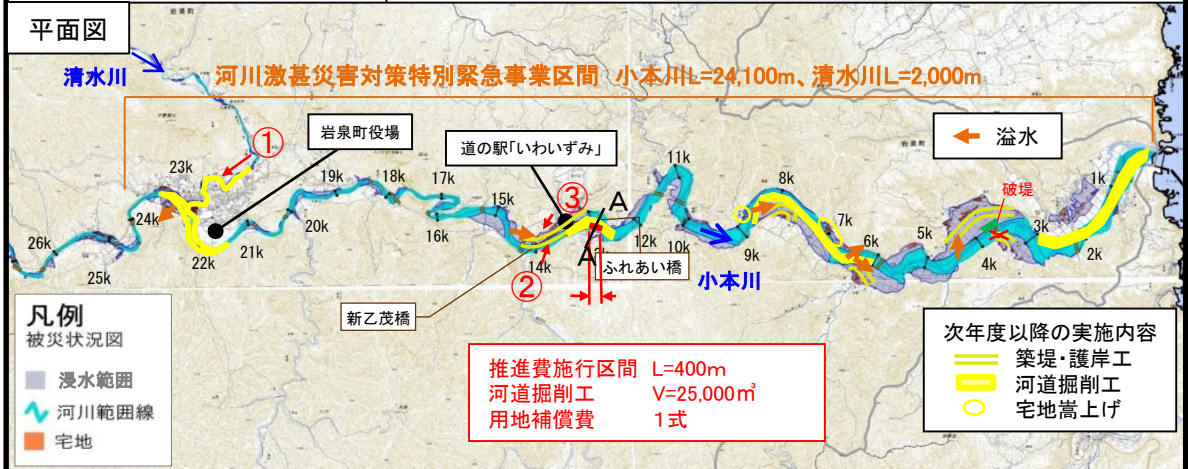 平面図
岩泉町
清水川
河川激甚災害対策特別緊急事業区間 小本川L=24,100m、清水川L=2,000m
①
岩泉町役場
道の駅「いわいずみ」
溢水
岩泉町
破堤
③
A
A
②
ふれあい橋
新乙茂橋
小本川
26k
25k
24k
23k
22k
21k
20k
19k
18k
17k
16k
15k
14k
12k
11k
10k
9k
8k
7k
6k
5k
4k
3k
2k
1k
凡例
被災状況図
浸水範囲
河川範囲線
宅地
推進費施行区間 L=400m
河道掘削工 V=25,000㎥
用地補償費 1式
次年度以降の実施内容
築堤・護岸工
河道掘削工
宅地嵩上げ